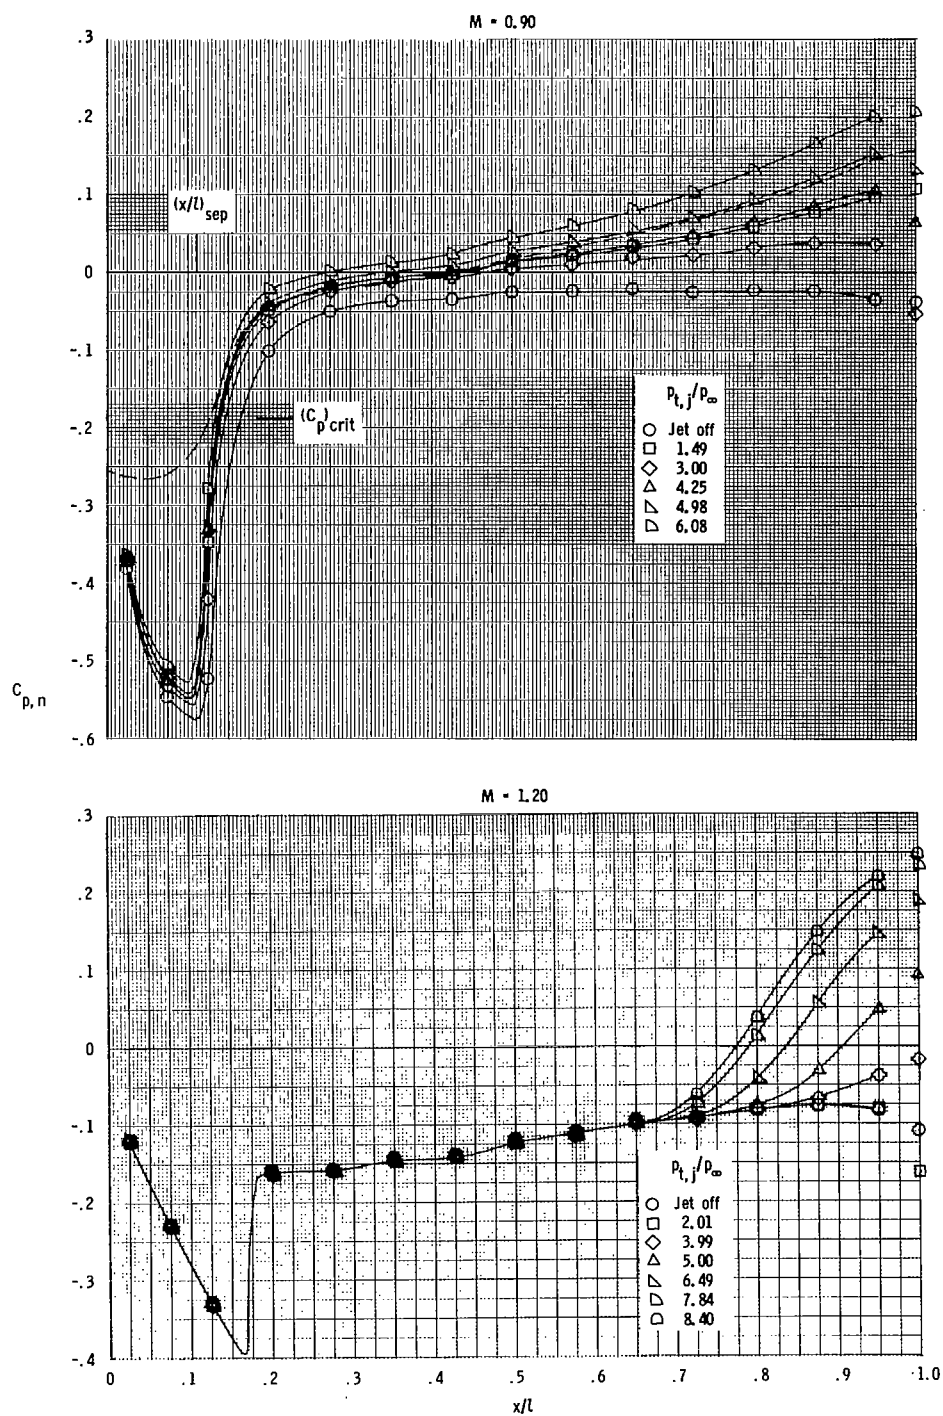 M = 0.90
.3
.2
.1
(x/l)sep
0
-.1
(Cp)crit
-.2
-.3
-.4
-.5
-.6
Cp,n
pt,j/p∞
Jet off
1.49
3.00
4.25
4.98
6.08
M = 1.20
.3
.2
.1
0
-.1
-.2
-.3
-.4
pt,j/p∞
Jet off
2.01
3.99
5.00
6.49
7.84
8.40
0 .1 .2 .3 .4 .5 .6 .7 .8 .9 1.0
x/l